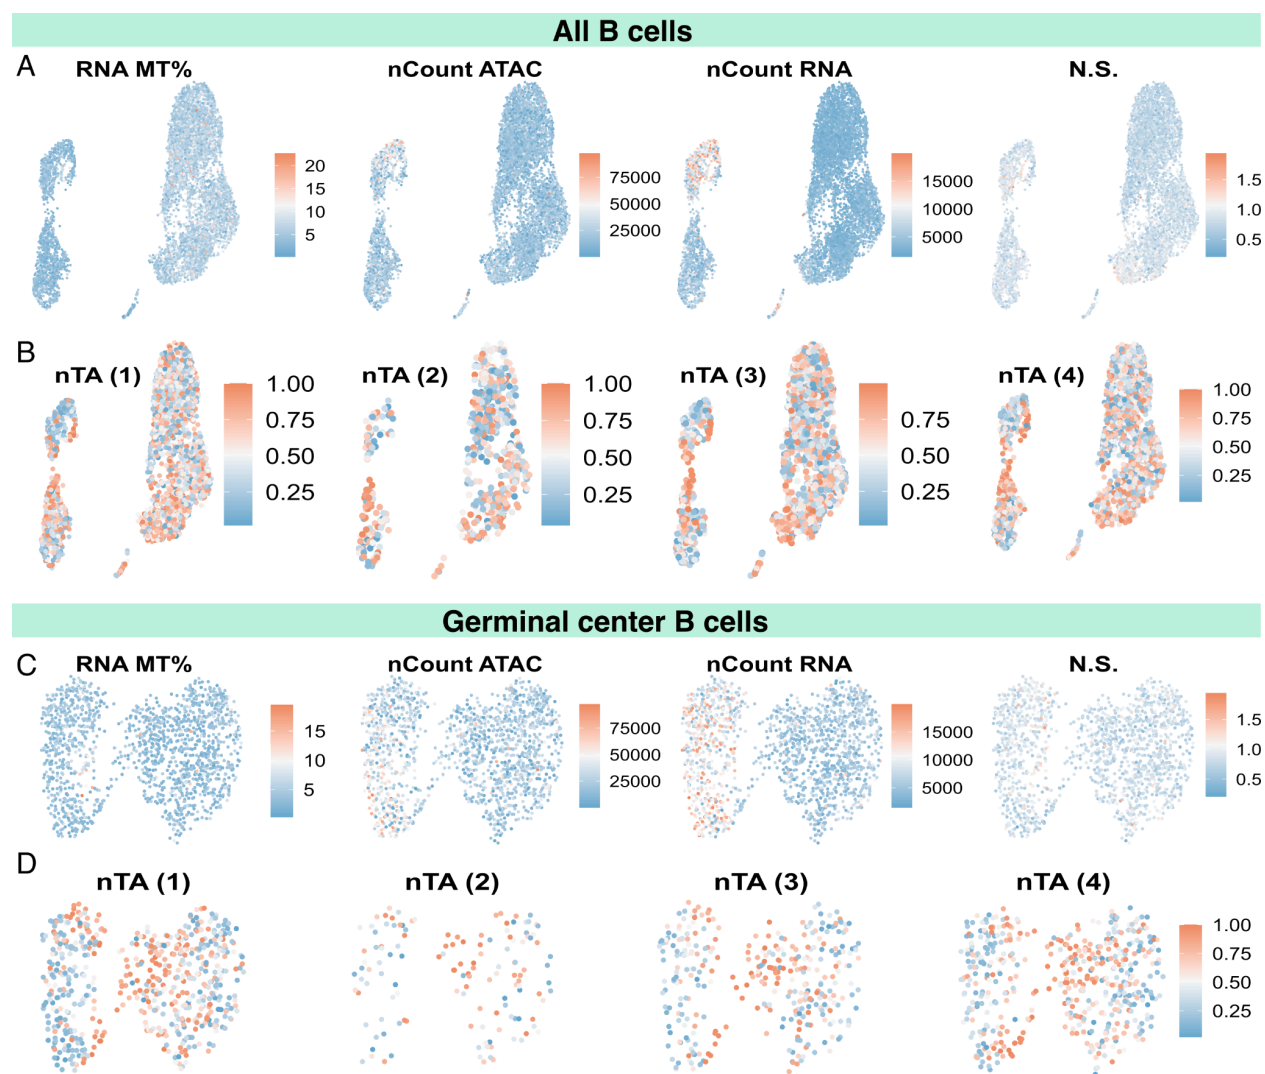 All B cells
A
RNA MT%
nCount ATAC
nCount RNA
N.S.
20
15
10
5
75000
50000
25000
15000
10000
5000
1.5
1.0
0.5
B
nTA (1)
nTA (2)
nTA (3)
nTA (4)
1.00
0.75
0.50
0.25
1.00
0.75
0.50
0.25
0.75
0.50
0.25
1.00
0.75
0.50
0.25
Germinal center B cells
C
RNA MT%
nCount ATAC
nCount RNA
N.S.
15
10
5
75000
50000
25000
15000
10000
5000
1.5
1.0
0.5
D
nTA (1)
nTA (2)
nTA (3)
nTA (4)
1.00
0.75
0.50
0.25